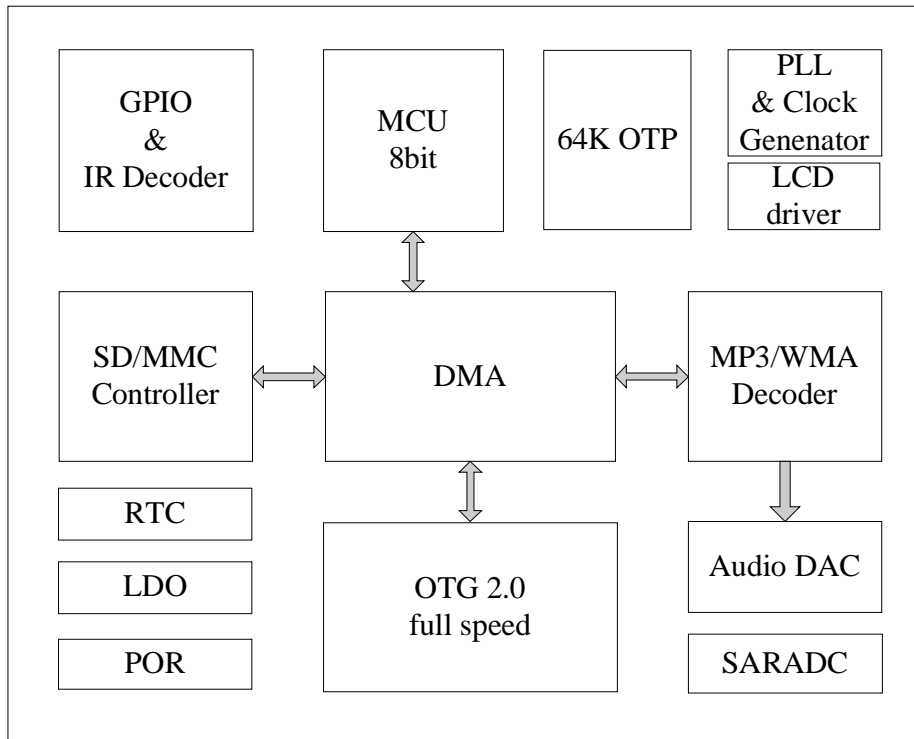 GPIO
&
IR Decoder
MCU
8bit
64K OTP
PLL
& Clock
Genenator
LCD
driver
SD/MMC
Controller
DMA
MP3/WMA
Decoder
RTC
LDO
POR
OTG 2.0
full speed
Audio DAC
SARADC